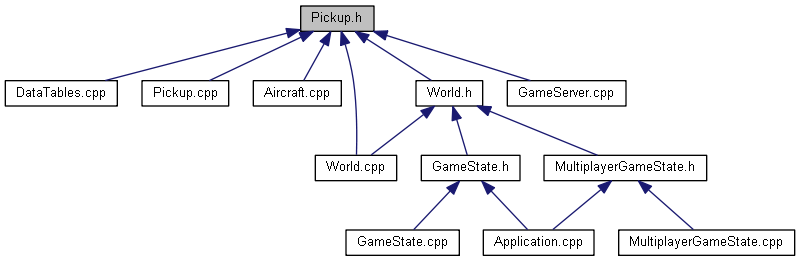 Pickup.h
DataTables.cpp
Pickup.cpp
Aircraft.cpp
World.h
GameServer.cpp
World.cpp
GameState.h
MultiplayerGameState.h
GameState.cpp
Application.cpp
MultiplayerGameState.cpp